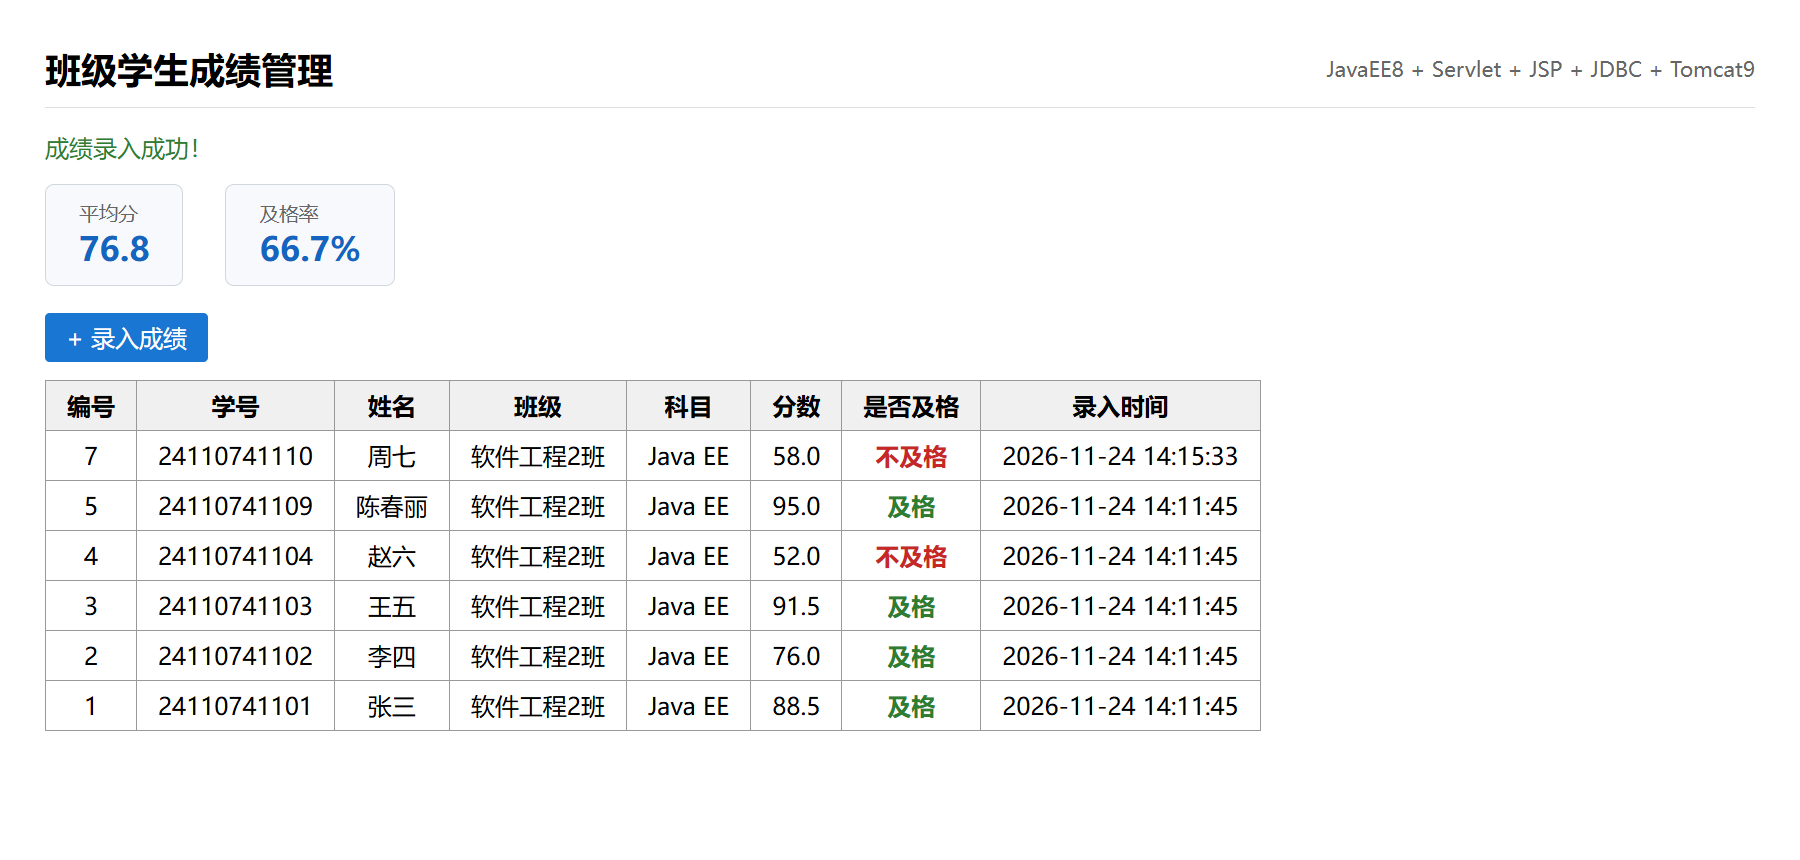 班级学生成绩管理
JavaEE8 + Servlet + JSP + JDBC + Tomcat9
成绩录入成功！
平均分
76.8
及格率
66.7%
+ 录入成绩
编号 学号 姓名 班级 科目 分数 是否及格 录入时间
7 24110741110 周七 软件工程2班 Java EE 58.0 不及格 2026-11-24 14:15:33
5 24110741109 陈春丽 软件工程2班 Java EE 95.0 及格 2026-11-24 14:11:45
4 24110741104 赵六 软件工程2班 Java EE 52.0 不及格 2026-11-24 14:11:45
3 24110741103 王五 软件工程2班 Java EE 91.5 及格 2026-11-24 14:11:45
2 24110741102 李四 软件工程2班 Java EE 76.0 及格 2026-11-24 14:11:45
1 24110741101 张三 软件工程2班 Java EE 88.5 及格 2026-11-24 14:11:45